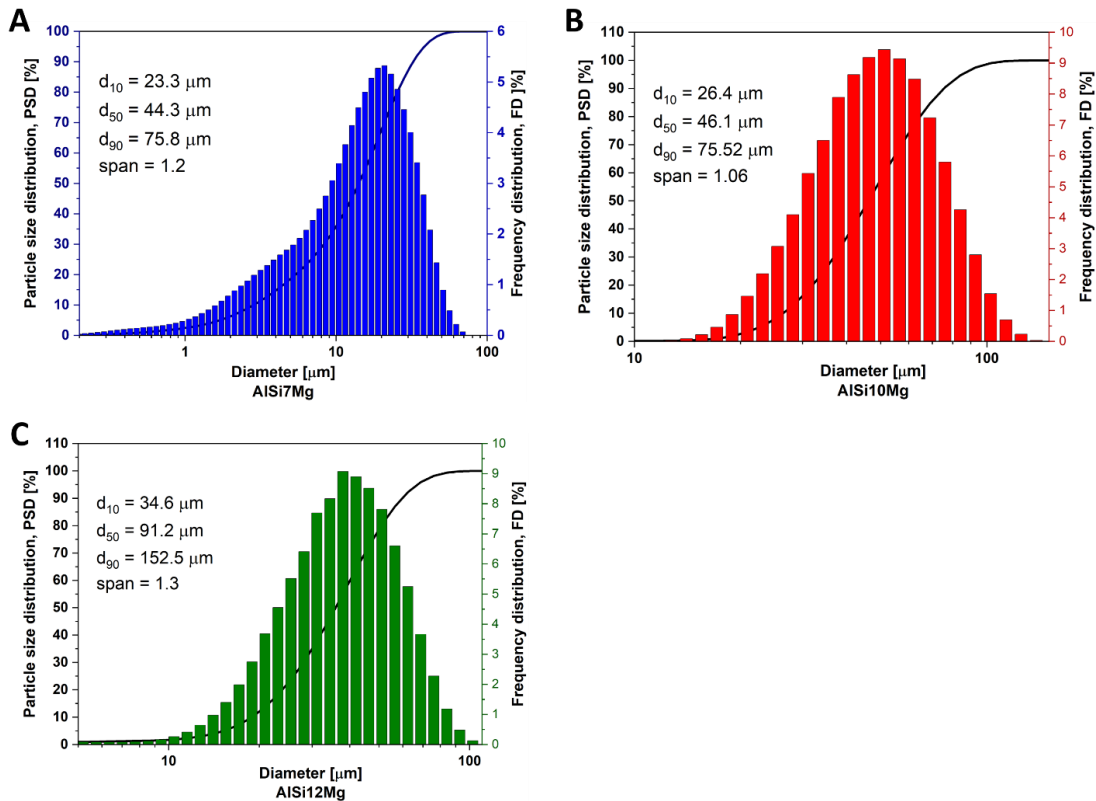 A
Particle size distribution, PSD [%]
100
90
80
70
60
50
40
30
20
10
0
d10 = 23.3 μm
d50 = 44.3 μm
d90 = 75.8 μm
span = 1.2
6
5
4
3
2
1
0
Frequency distribution, FD [%]
1 10 100
Diameter [μm]
AlSi7Mg
B
Particle size distribution, PSD [%]
110
100
90
80
70
60
50
40
30
20
10
0
d10 = 26.4 μm
d50 = 46.1 μm
d90 = 75.52 μm
span = 1.06
10
9
8
7
6
5
4
3
2
1
0
Frequency distribution, FD [%]
10 100
Diameter [μm]
AlSi10Mg
C
Particle size distribution, PSD [%]
110
100
90
80
70
60
50
40
30
20
10
0
d10 = 34.6 μm
d50 = 91.2 μm
d90 = 152.5 μm
span = 1.3
10
9
8
7
6
5
4
3
2
1
0
Frequency distribution, FD [%]
10 100
Diameter [μm]
AlSi12Mg